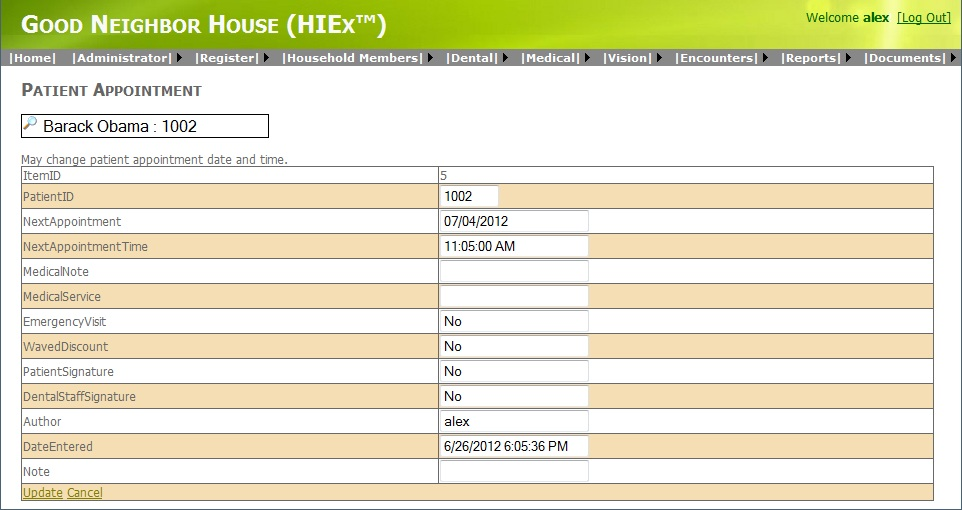 GOOD NEIGHBOR HOUSE (HIEX™)
Welcome alex [Log Out]
|Home| |Administrator| |Register| |Household Members| |Dental| |Medical| |Vision| |Encounters| |Reports| |Documents|
PATIENT APPOINTMENT
Barack Obama : 1002
May change patient appointment date and time.
ItemID 5
PatientID 1002
NextAppointment 07/04/2012
NextAppointmentTime 11:05:00 AM
MedicalNote
MedicalService
EmergencyVisit No
WavedDiscount No
PatientSignature No
DentalStaffSignature No
Author alex
DateEntered 6/26/2012 6:05:36 PM
Note
Update Cancel